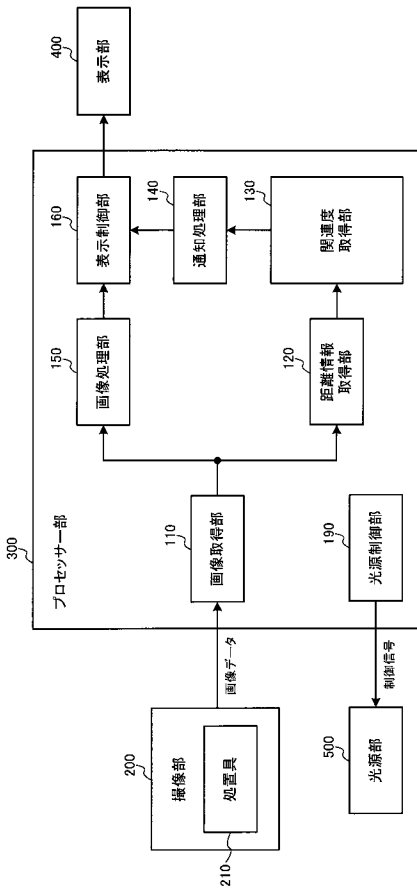 300
プロセッサー部
200
撮像部
処置具
210
画像データ
110
画像取得部
150
画像処理部
160
表示制御部
400
表示部
140
通知処理部
130
関連度
取得部
120
距離情報
取得部
190
光源制御部
制御信号
500
光源部